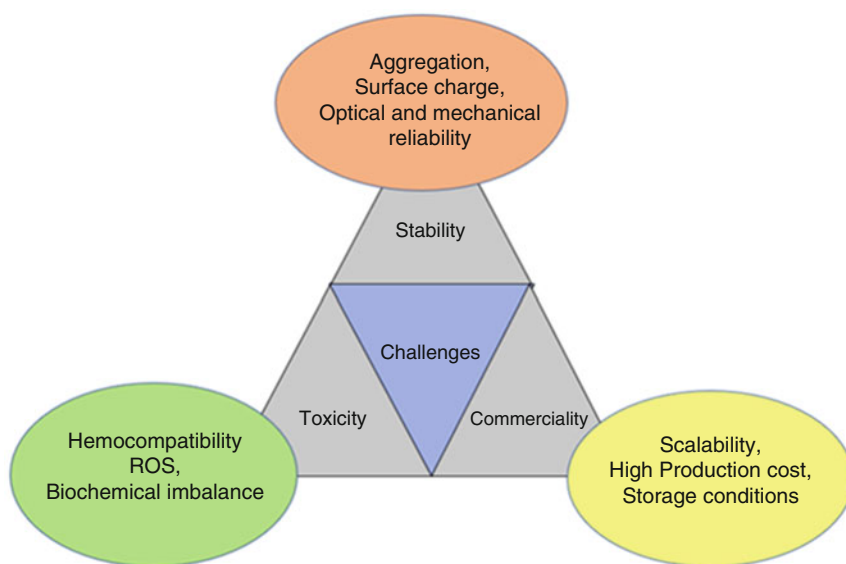 Aggregation,
Surface charge,
Optical and mechanical
reliability
Stability
Challenges
Toxicity
Commerciality
Hemocompatibility
ROS,
Biochemical imbalance
Scalability,
High Production cost,
Storage conditions